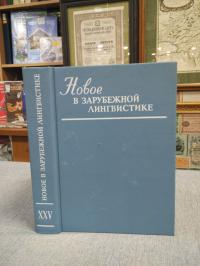 Новое
В ЗАРУБЕЖНОЙ
ЛИНГВИСТИКЕ
НОВОЕ В ЗАРУБЕЖНОЙ ЛИНГВИСТИКЕ
XXV